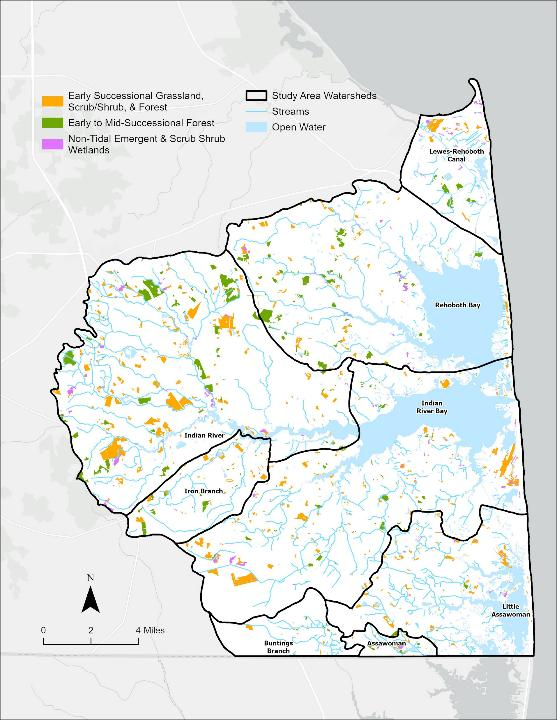 Early Successional Grassland,
Scrub/Shrub, & Forest
Early to Mid-Successional Forest
Non-Tidal Emergent & Scrub Shrub
Wetlands
Study Area Watersheds
Streams
Open Water
Lewes-Rehoboth
Canal
Rehoboth Bay
Indian
River Bay
Indian River
Iron Branch
Little
Assawoman
Buntings
Branch
Assawoman
N
0 2 4 Miles